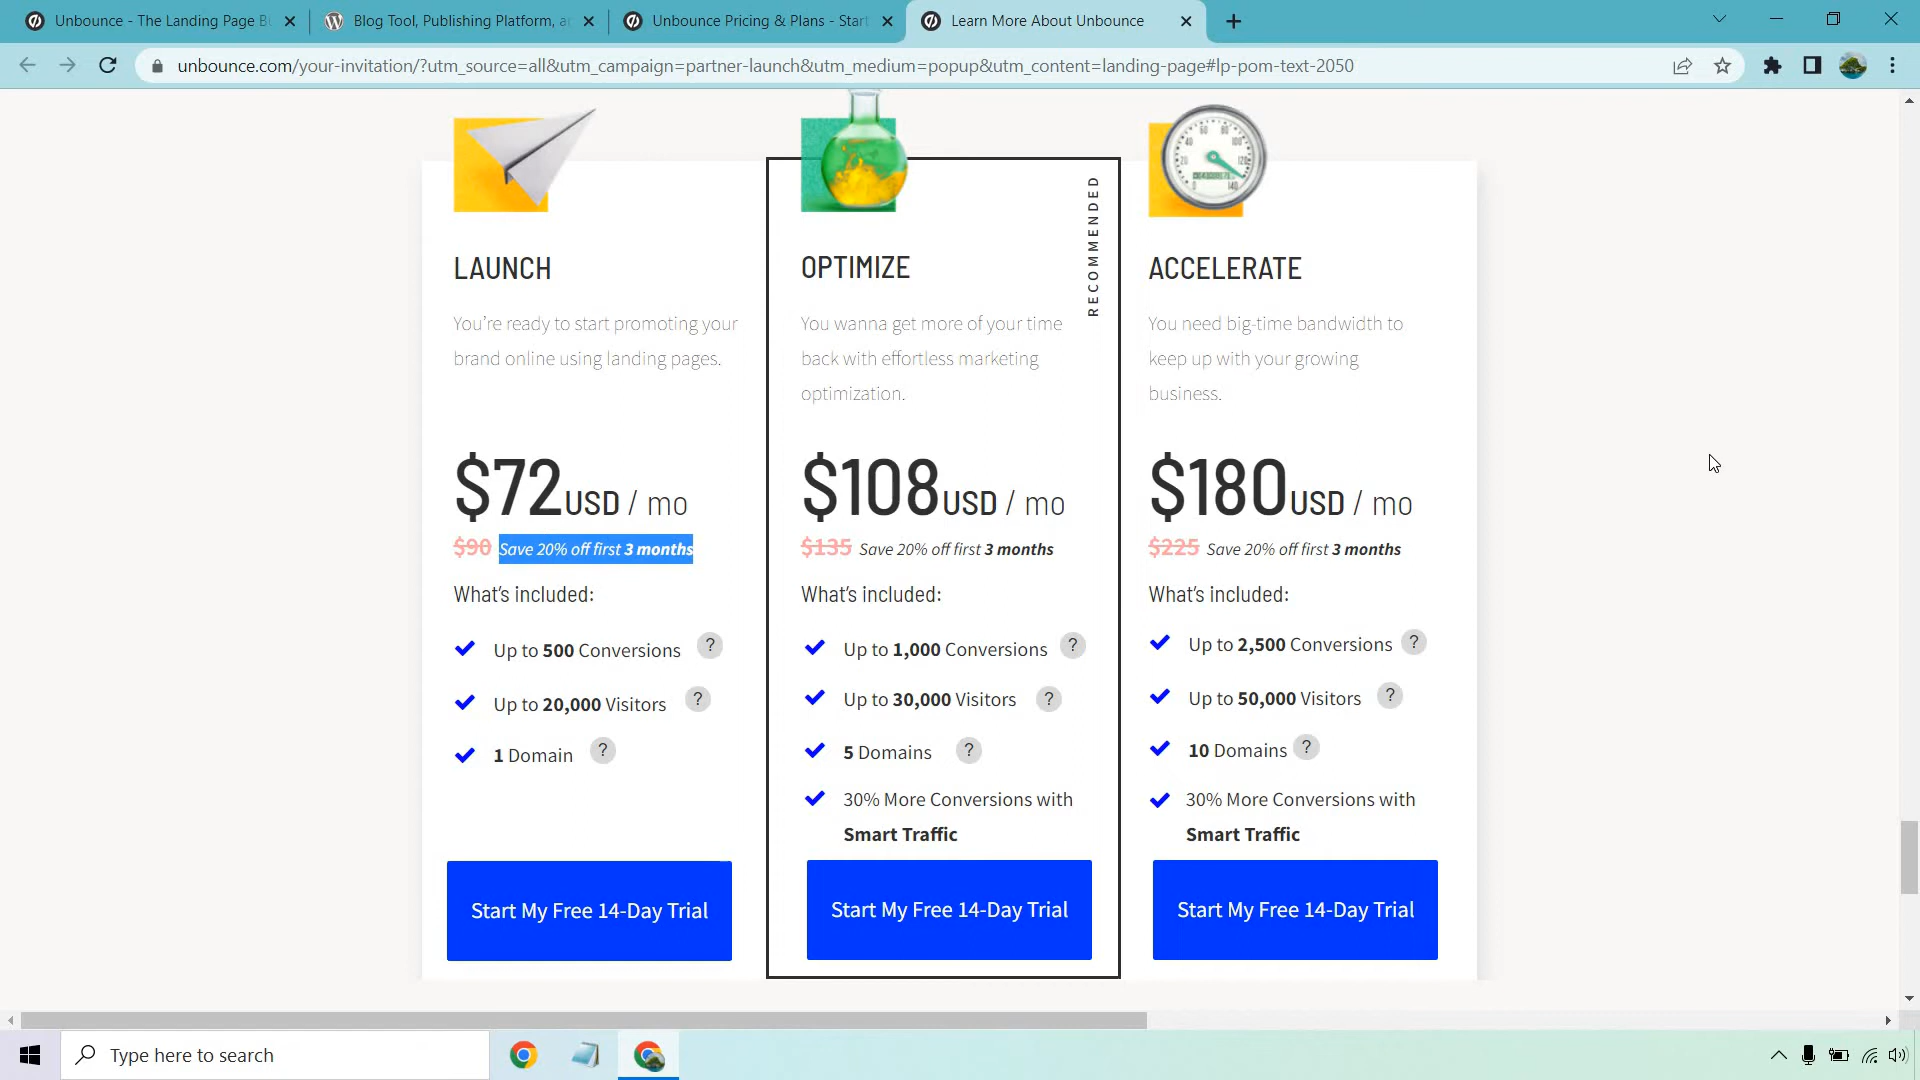 Unbounce - The Landing Page Bu
Blog Tool, Publishing Platform, a
Unbounce Pricing & Plans - Start
Learn More About Unbounce
unbounce.com/your-invitation/?utm_source=all&utm_campaign=partner-launch&utm_medium=popup&utm_content=landing-page#lp-pom-text-2050
LAUNCH
You're ready to start promoting your
brand online using landing pages.
$72USD / mo
$90 Save 20% off first 3 months
What's included:
Up to 500 Conversions ?
Up to 20,000 Visitors ?
1 Domain ?
Start My Free 14-Day Trial
RECOMMENDED
OPTIMIZE
You wanna get more of your time
back with effortless marketing
optimization.
$108USD / mo
$135 Save 20% off first 3 months
What's included:
Up to 1,000 Conversions ?
Up to 30,000 Visitors ?
5 Domains ?
30% More Conversions with
Smart Traffic
Start My Free 14-Day Trial
20 40 60 80 100 120 140 0
ACCELERATE
You need big-time bandwidth to
keep up with your growing
business.
$180USD / mo
$225 Save 20% off first 3 months
What's included:
Up to 2,500 Conversions ?
Up to 50,000 Visitors ?
10 Domains ?
30% More Conversions with
Smart Traffic
Start My Free 14-Day Trial
Type here to search